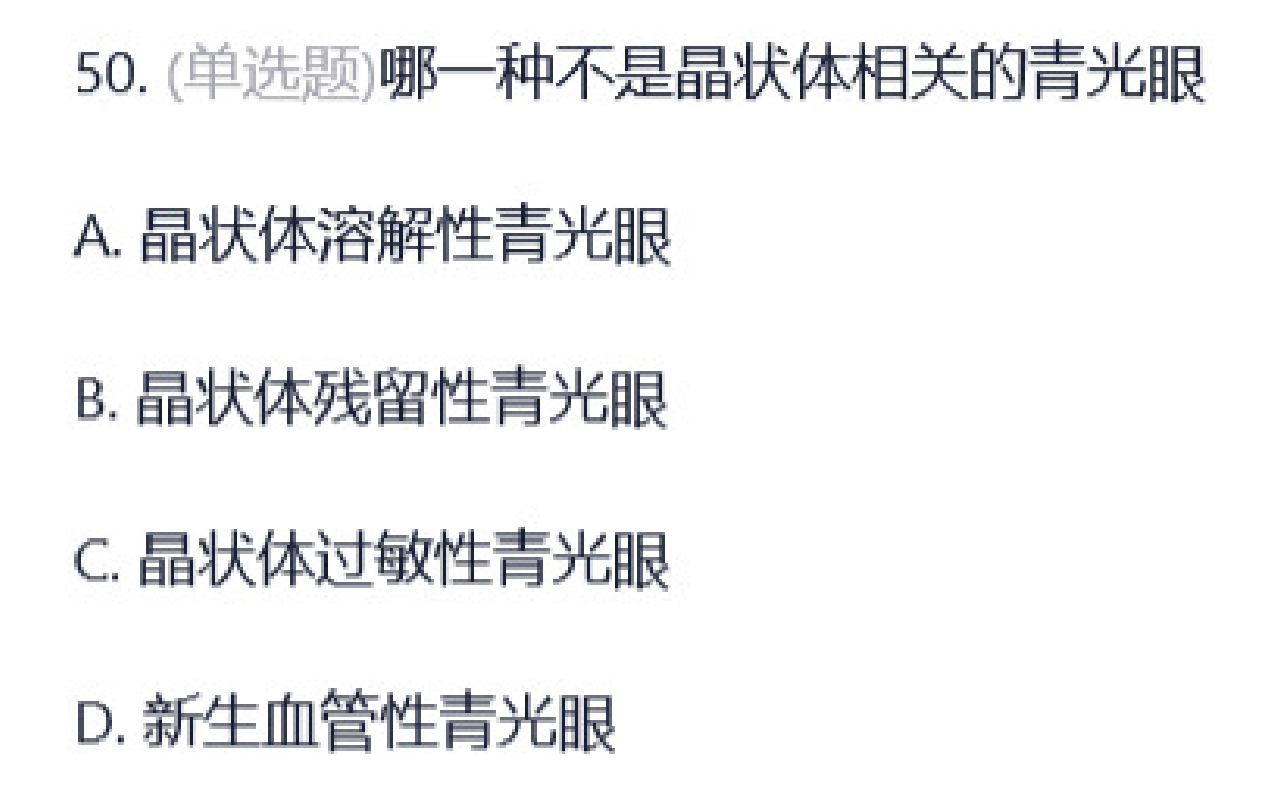 50. (单选题)哪一种不是晶状体相关的青光眼
A. 晶状体溶解性青光眼
B. 晶状体残留性青光眼
C. 晶状体过敏性青光眼
D. 新生血管性青光眼